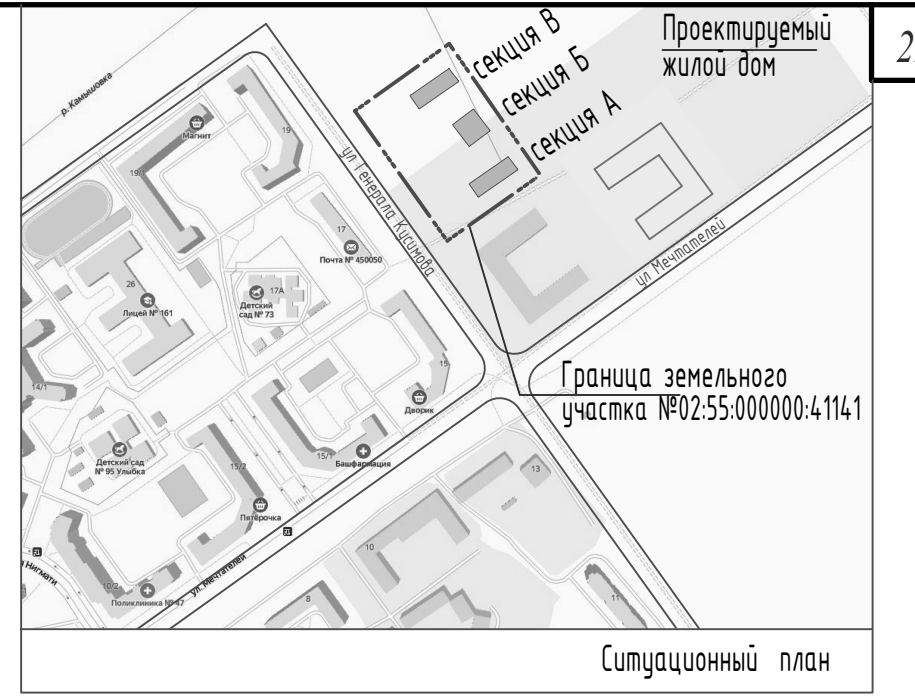 секция В
секция Б
секция А
Проектируемый
жилой дом
2
р. Камышовка
Магнит
19
19/1
ул Генерала Кусимова
17
Почта № 450050
26
Лицей № 161
17А
Детский
сад № 73
ул Мечтателей
14/1
15
Дворик
Граница земельного
участка №02:55:000000:41141
Детский сад
№ 95 Улыбка
15/2
15/1
Башфармация
Пятёрочка
13
10
ул. Мечтателей
Нигмати
10/2
Поликлиника № 47
8
11
Ситуационный план